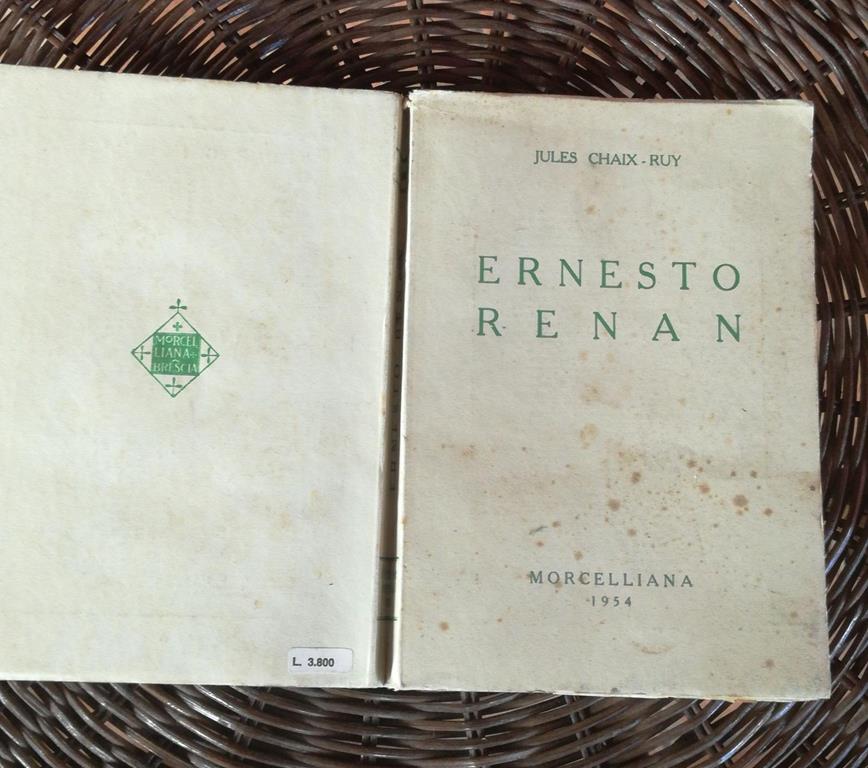 MORCEL
LIANA
BRESCIA
L. 3.800
JULES CHAIX-RUY
ERNESTO
RENAN
MORCELLIANA
1954